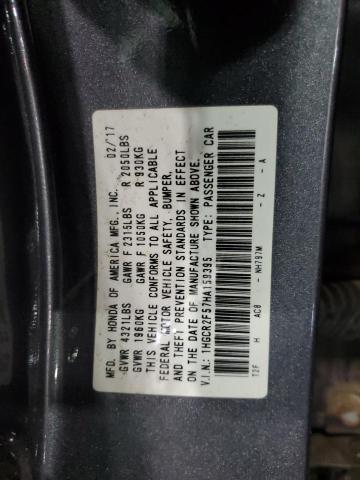 MFD. BY HONDA OF AMERICA MFG., INC. 02/17
GVWR 4321LBS GAWR F 2315LBS R 2050LBS
GVWR 1960KG GAWR F 1050KG R 930KG
THIS VEHICLE CONFORMS TO ALL APPLICABLE
FEDERAL MOTOR VEHICLE SAFETY, BUMPER,
AND THEFT PREVENTION STANDARDS IN EFFECT
ON THE DATE OF MANUFACTURE SHOWN ABOVE.
V.I.N.: 1HGCR2F57HA159395 TYPE: PASSENGER CAR
T2F H AC8 - NH797M - Z - A